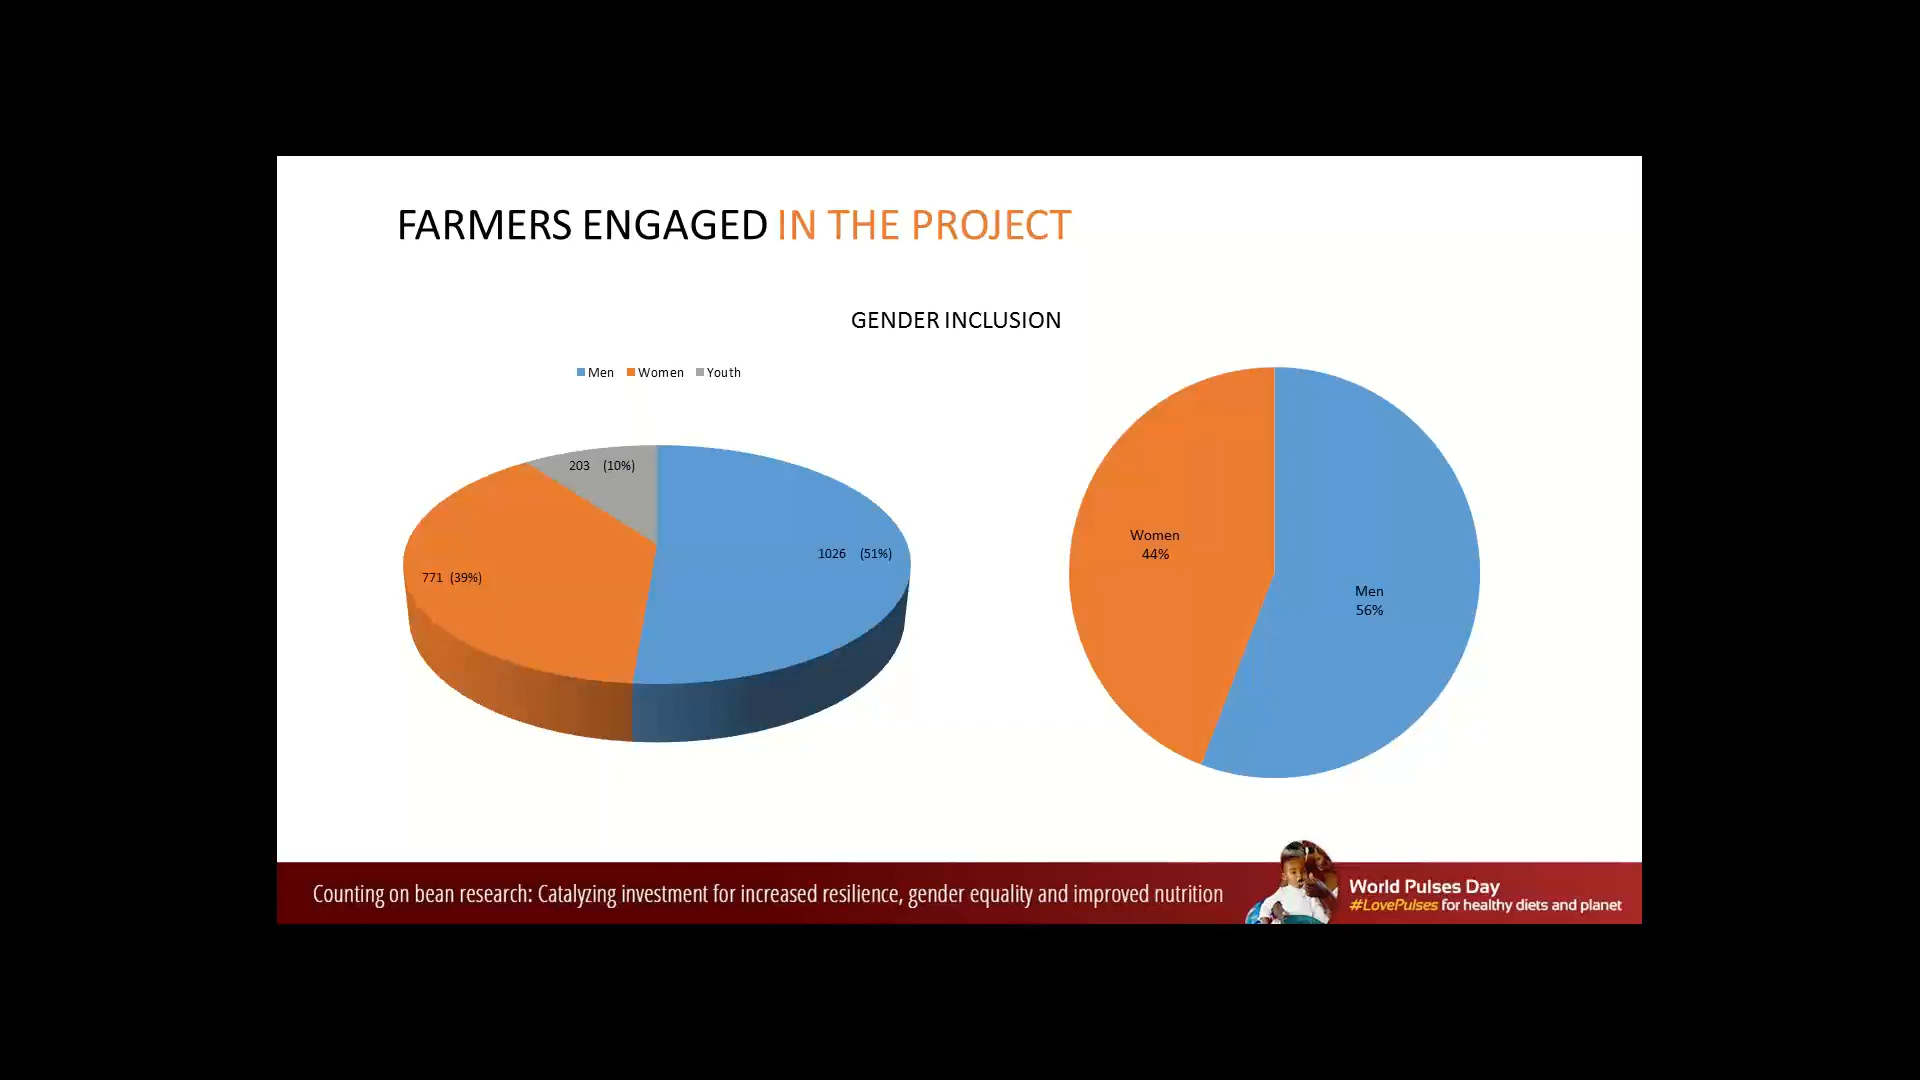 FARMERS ENGAGED IN THE PROJECT
GENDER INCLUSION
Men Women Youth
203 (10%)
1026 (51%)
771 (39%)
Women
44%
Men
56%
Counting on bean research: Catalyzing investment for increased resilience, gender equality and improved nutrition
World Pulses Day
#LovePulses for healthy diets and planet